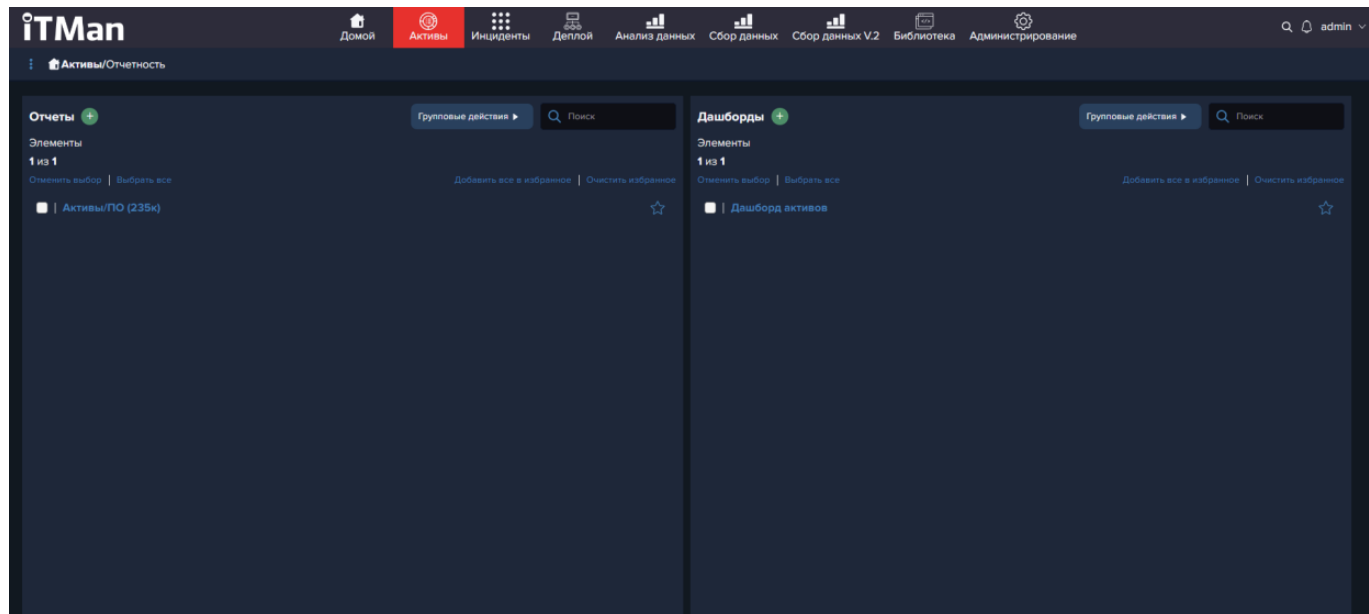 iTMan
Домой Активы Инциденты Деплой Анализ данных Сбор данных Сбор данных V.2 Библиотека Администрирование admin
Активы/Отчетность
Отчеты Групповые действия Поиск
Элементы
1 из 1
Отменить выбор | Выбрать все Добавить все в избранное | Очистить избранное
| Активы/ПО (235к)
Дашборды Групповые действия Поиск
Элементы
1 из 1
Отменить выбор | Выбрать все Добавить все в избранное | Очистить избранное
| Дашборд активов